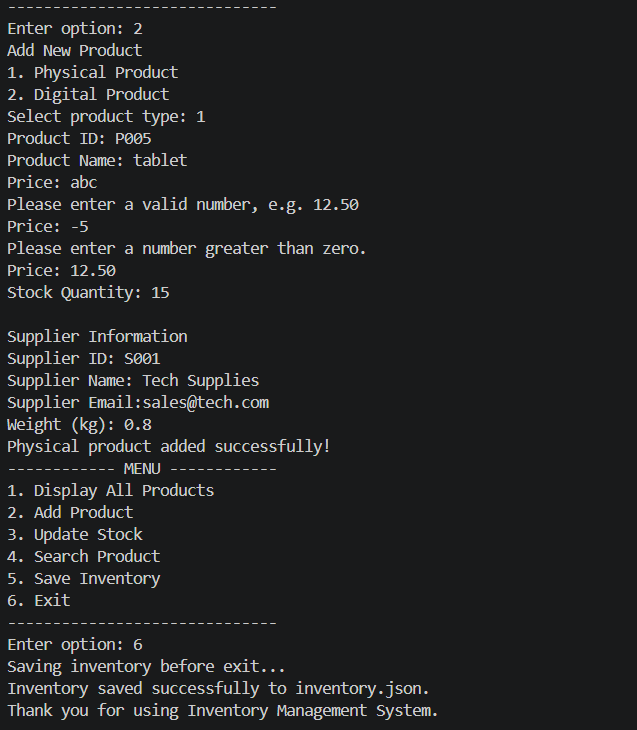 ------------------------------
Enter option: 2
Add New Product
1. Physical Product
2. Digital Product
Select product type: 1
Product ID: P005
Product Name: tablet
Price: abc
Please enter a valid number, e.g. 12.50
Price: -5
Please enter a number greater than zero.
Price: 12.50
Stock Quantity: 15

Supplier Information
Supplier ID: S001
Supplier Name: Tech Supplies
Supplier Email:sales@tech.com
Weight (kg): 0.8
Physical product added successfully!
------------ MENU ------------
1. Display All Products
2. Add Product
3. Update Stock
4. Search Product
5. Save Inventory
6. Exit
------------------------------
Enter option: 6
Saving inventory before exit...
Inventory saved successfully to inventory.json.
Thank you for using Inventory Management System.